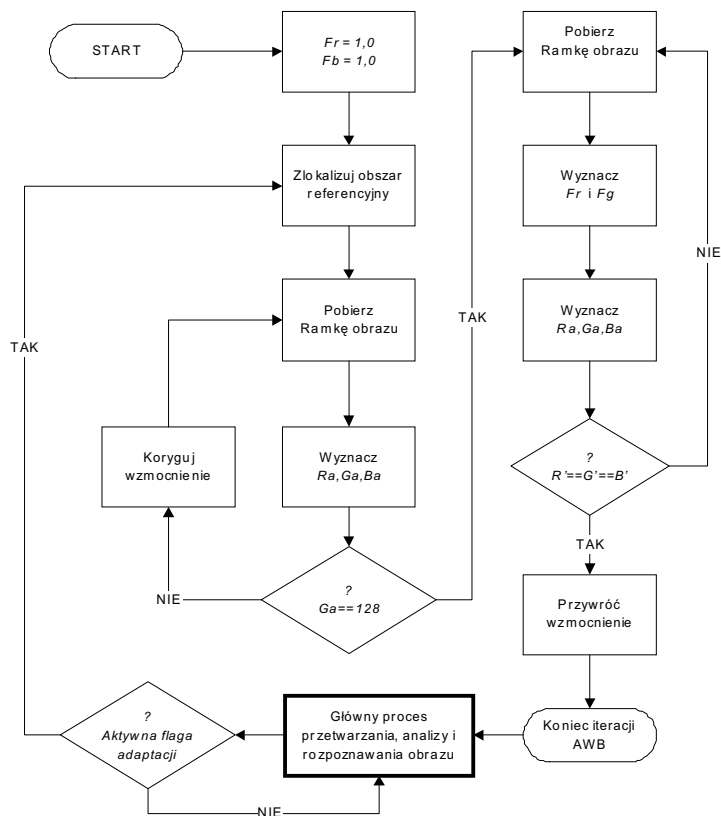 START
Fr = 1,0
Fb = 1,0
Zlokalizuj obszar
referencyjny
Pobierz
Ramkę obrazu
Wyznacz
Ra,Ga,Ba
?
Ga==128
NIE
Koryguj
wzmocnienie
TAK
TAK
Pobierz
Ramkę obrazu
Wyznacz
Fr i Fg
Wyznacz
Ra,Ga,Ba
?
R'==G'==B'
NIE
TAK
Przywróć
wzmocnienie
Koniec iteracji
AWB
Główny proces
przetwarzania, analizy i
rozpoznawania obrazu
?
Aktywna flaga
adaptacji
NIE